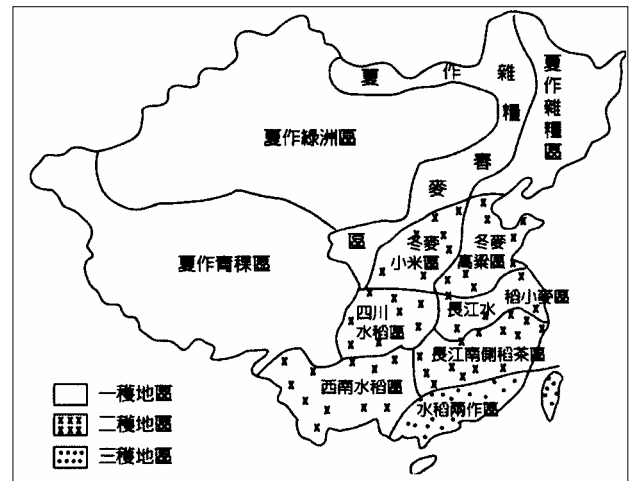 夏作雜糧春麥區
夏作雜糧區
夏作綠洲區
夏作青稞區
冬麥
小米區
冬麥
高粱區
四川
水稻區
長江水稻小麥區
長江南側稻茶區
西南水稻區
水稻兩作區
一穫地區
二穫地區
三穫地區